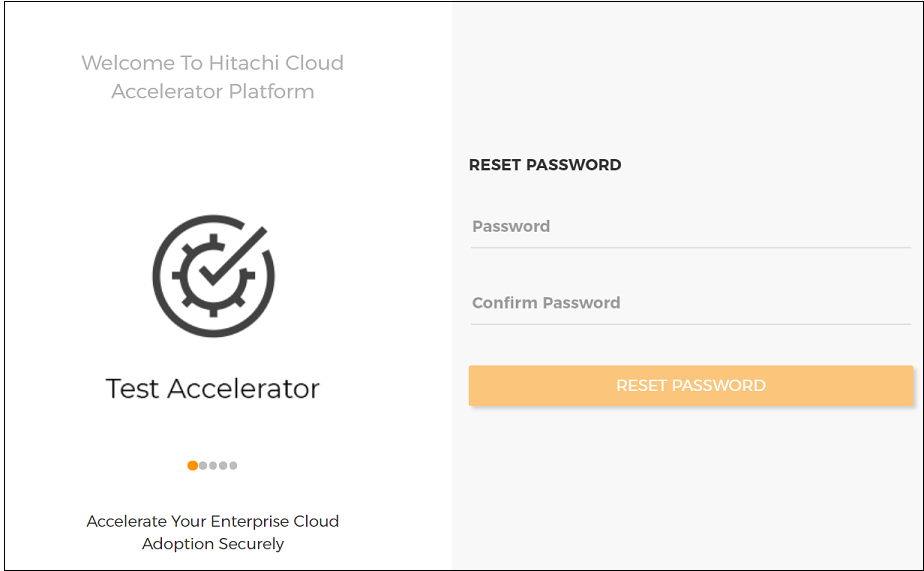 Welcome To Hitachi Cloud
Accelerator Platform
Test Accelerator
Accelerate Your Enterprise Cloud
Adoption Securely
RESET PASSWORD
Password
Confirm Password
RESET PASSWORD